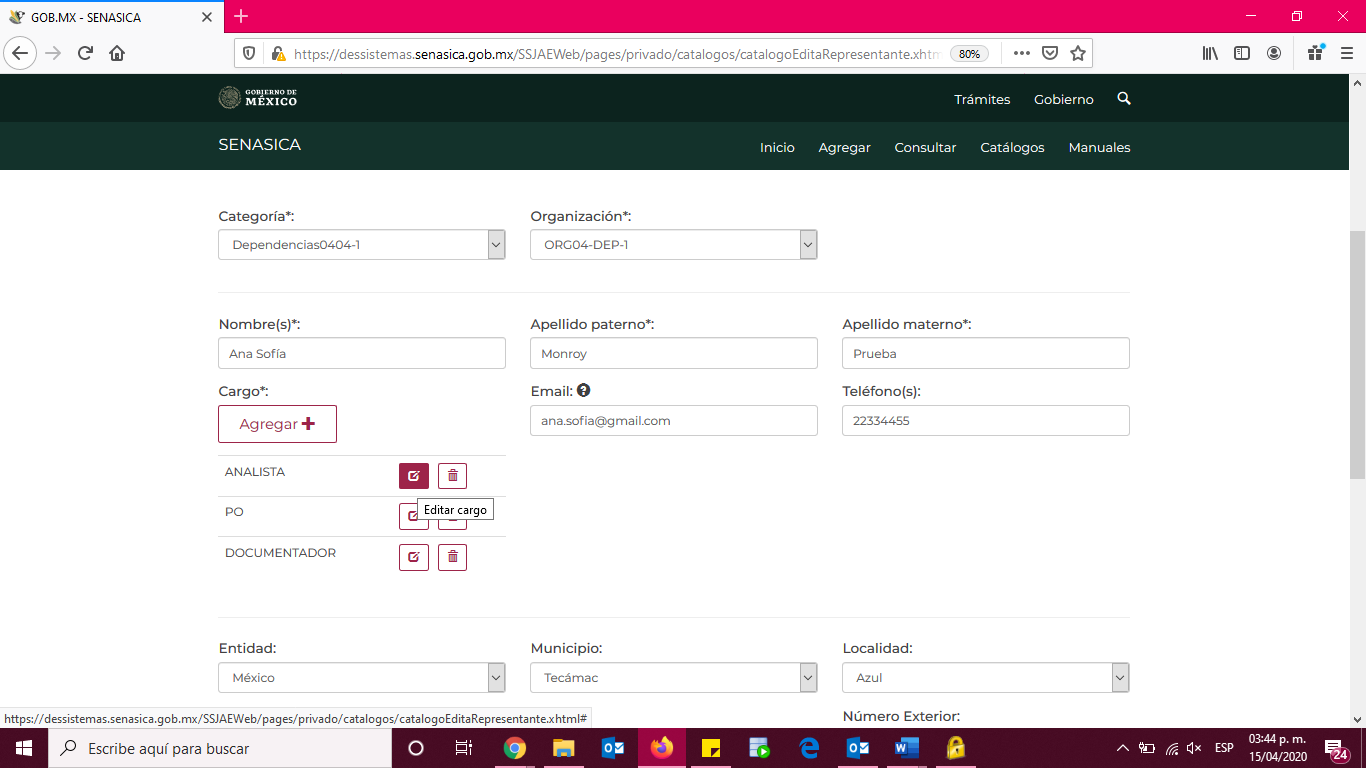 GOB.MX - SENASICA
https://dessistemas.senasica.gob.mx/SSJAEWeb/pages/privado/catalogos/catalogoEditaRepresentante.xhtm
80%
GOBIERNO DE
MÉXICO
Trámites Gobierno
SENASICA
Inicio Agregar Consultar Catálogos Manuales
Categoría*: Organización*:
Dependencias0404-1 ORG04-DEP-1
Nombre(s)*: Apellido paterno*: Apellido materno*:
Ana Sofía Monroy Prueba
Cargo*: Email: Teléfono(s):
Agregar ana.sofia@gmail.com 22334455
ANALISTA
Editar cargo
PO
DOCUMENTADOR
Entidad: Municipio: Localidad:
México Tecámac Azul
https://dessistemas.senasica.gob.mx/SSJAEWeb/pages/privado/catalogos/catalogoEditaRepresentante.xhtml#
Número Exterior:
Escribe aquí para buscar
ESP
03:44 p. m.
15/04/2020
24